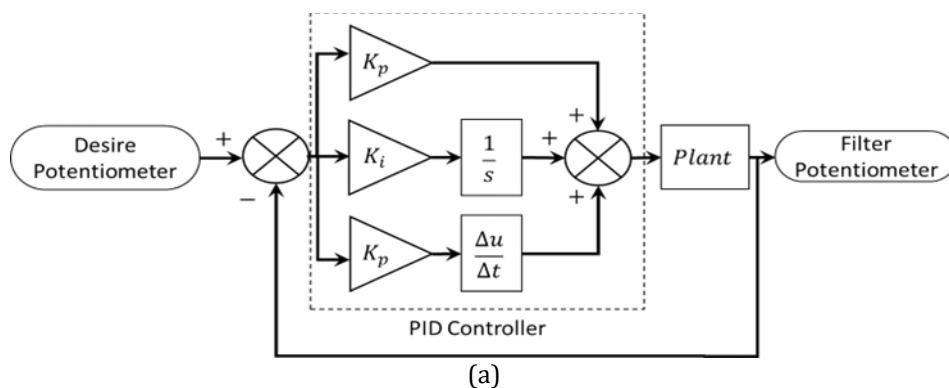 Desire
Potentiometer
+
−
K_p
K_i
1
s
K_p
Δu
Δt
+
+
+
Plant
Filter
Potentiometer
PID Controller
(a)